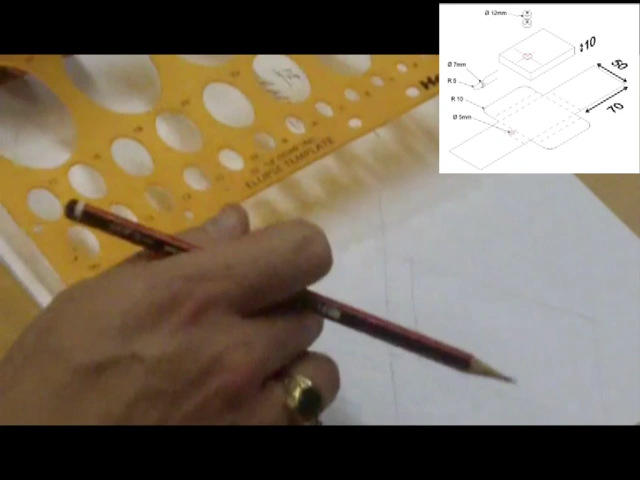 Ø 12mm
10
50
Ø 7mm
R 5
R 10
70
Ø 5mm
ELLIPSE TEMPLATE